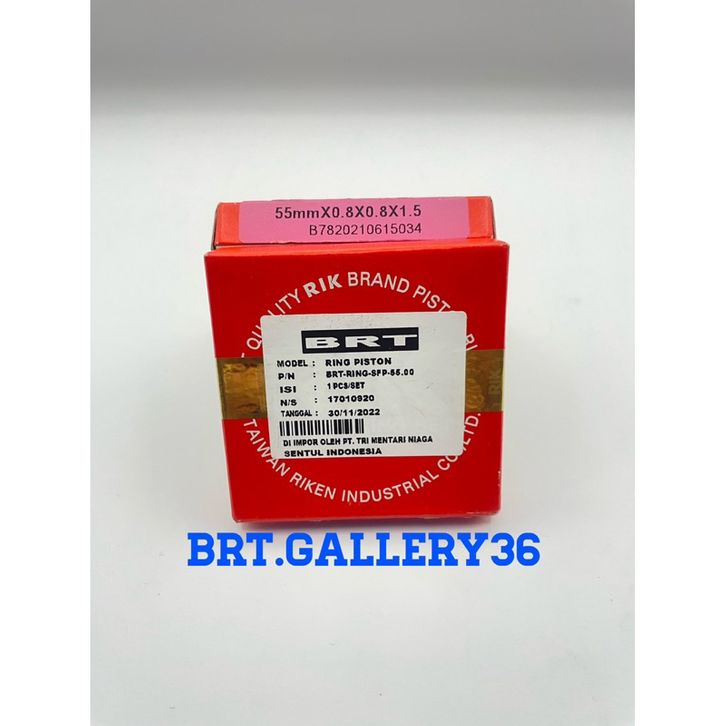 55mmX0.8X0.8X1.5
B7820210615034
QUALITY RIK BRAND PISTON RI
BRT
MODEL : RING PISTON
P/N : BRT-RING-SFP-55.00
ISI : 1 PCS/SET
N/S : 17010920
TANGGAL : 30/11/2022
DI IMPOR OLEH PT. TRI MENTARI NIAGA
SENTUL INDONESIA
TAIWAN RIKEN INDUSTRIAL CO., LTD.
BRT.GALLERY36